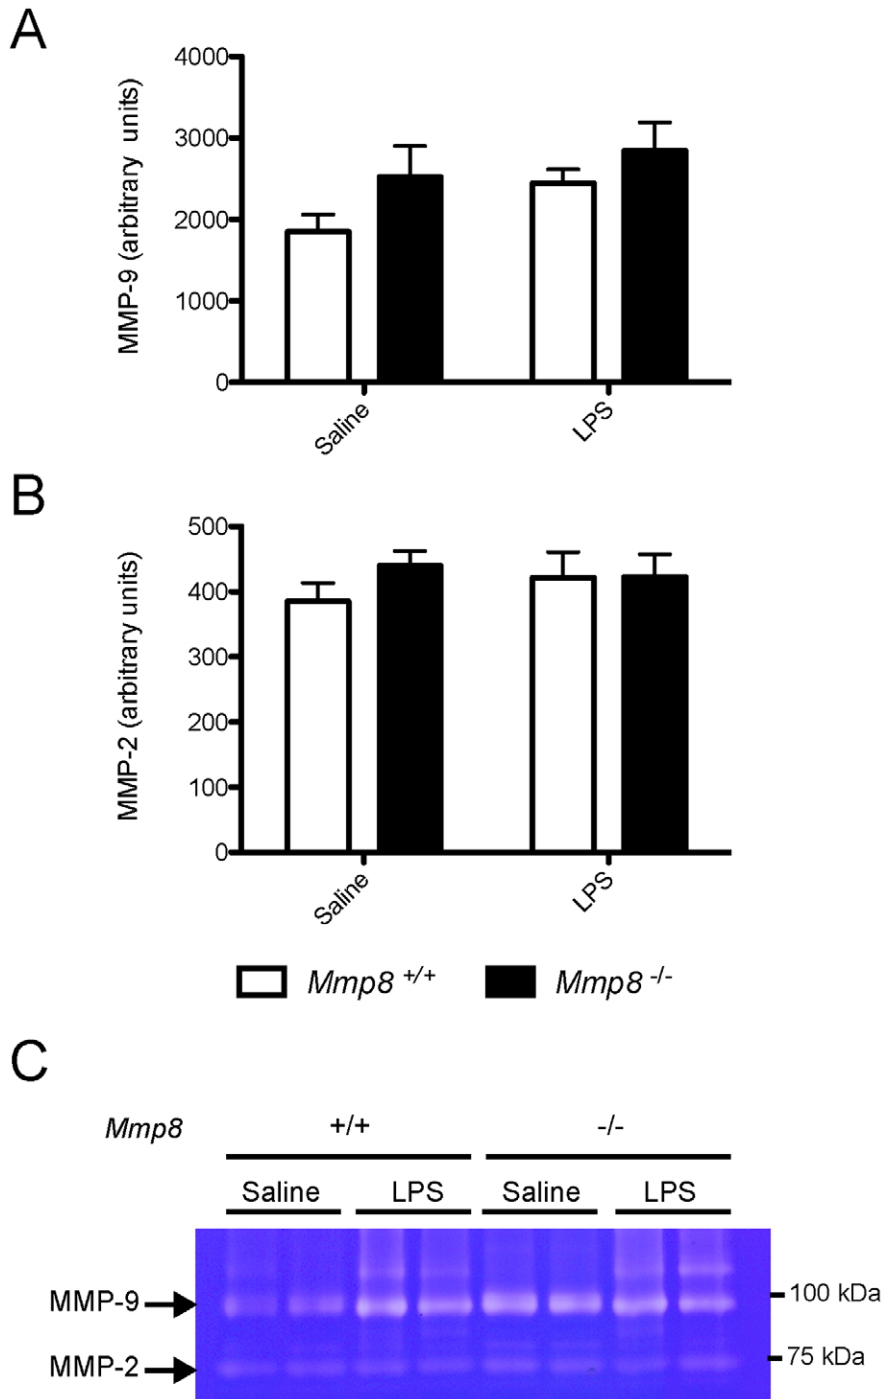 A
MMP-9 (arbitrary units)
4000
3000
2000
1000
0
Saline
LPS
B
MMP-2 (arbitrary units)
500
400
300
200
100
0
Saline
LPS
Mmp8 +/+
Mmp8 -/-
C
Mmp8 +/+ -/-
Saline LPS Saline LPS
MMP-9
100 kDa
MMP-2
75 kDa